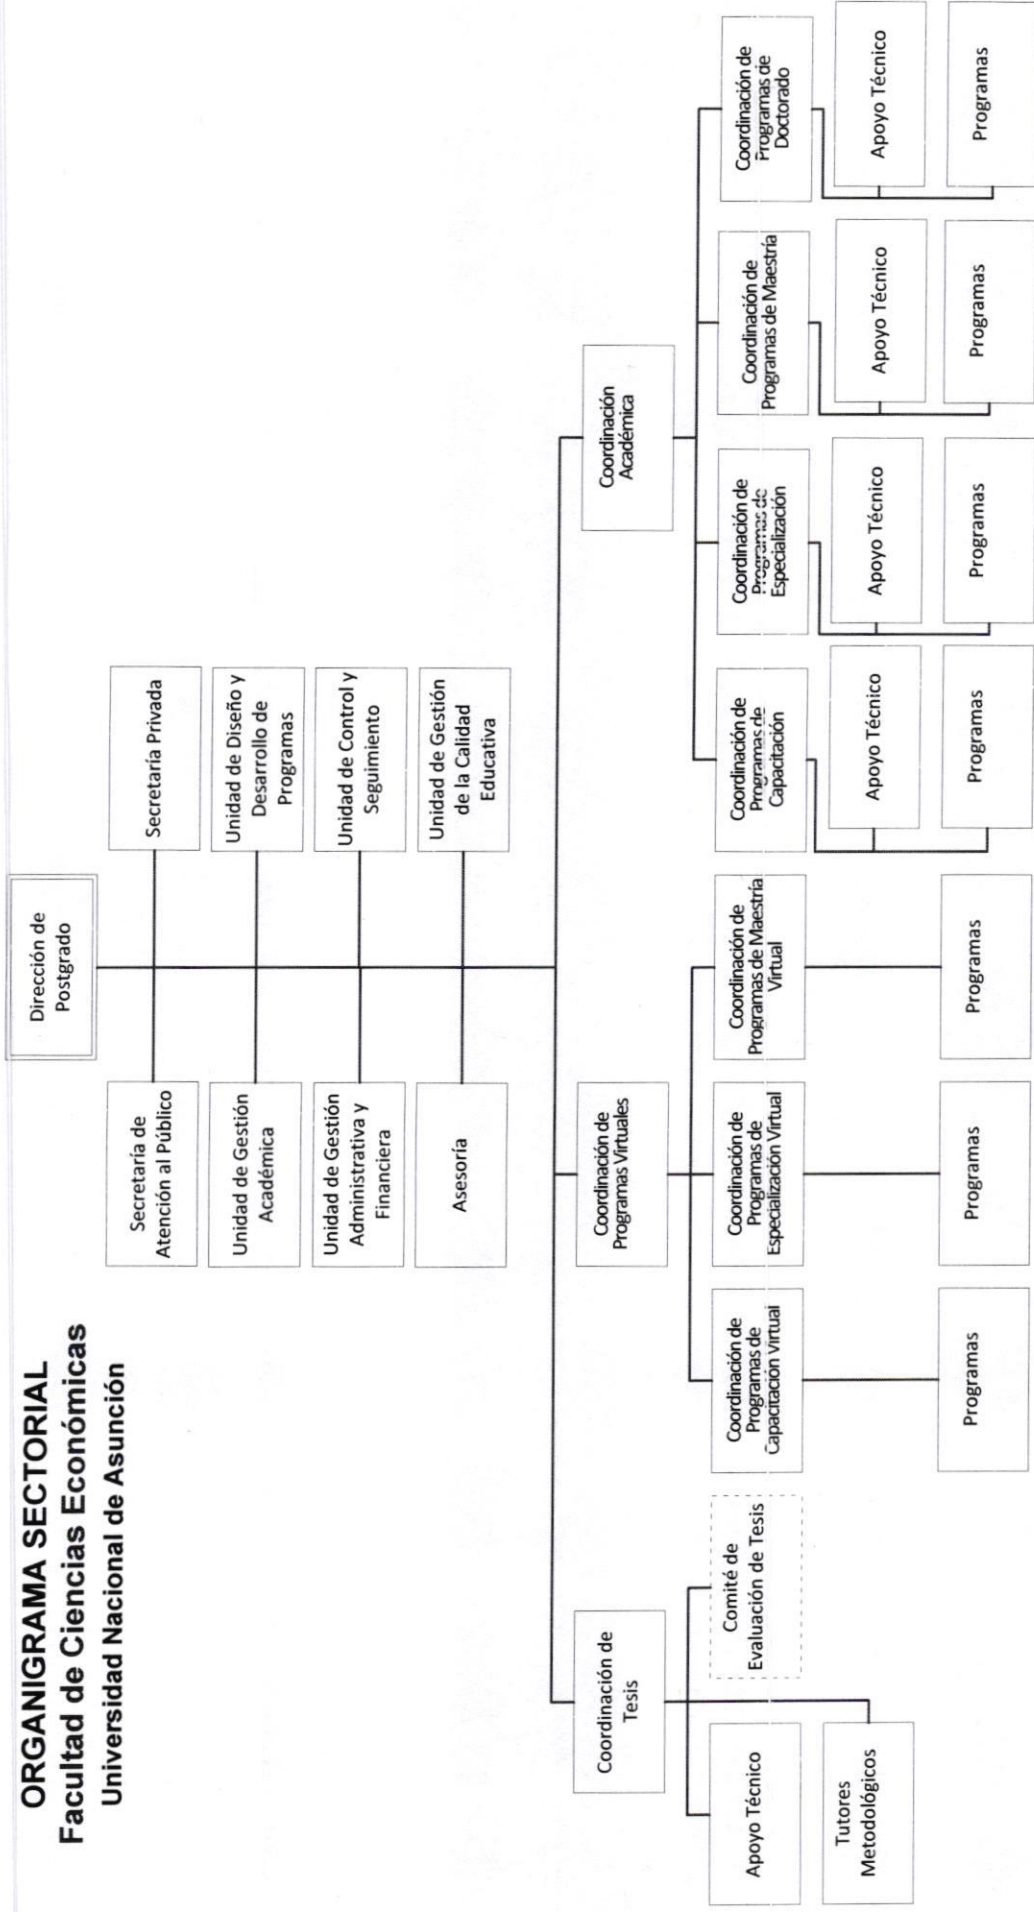 ORGANIGRAMA SECTORIAL
Facultad de Ciencias Económicas
Universidad Nacional de Asunción
Dirección de
Postgrado
Secretaría de
Atención al Público
Secretaría Privada
Unidad de Gestión
Académica
Unidad de Diseño y
Desarrollo de
Programas
Unidad de Gestión
Administrativa y
Financiera
Unidad de Control y
Seguimiento
Asesoría
Unidad de Gestión
de la Calidad
Educativa
Coordinación de
Tesis
Coordinación de
Programas Virtuales
Coordinación
Académica
Apoyo Técnico
Comité de
Evaluación de Tesis
Tutores
Metodológicos
Coordinación de
Programas de
Capacitación Virtual
Coordinación de
Programas de
Especialización Virtual
Coordinación de
Programas de Maestría
Virtual
Coordinación de
Programas de
Capacitación
Coordinación de
Programas de
Especialización
Coordinación de
Programas de Maestría
Coordinación de
Programas de
Doctorado
Apoyo Técnico
Apoyo Técnico
Apoyo Técnico
Apoyo Técnico
Programas
Programas
Programas
Programas
Programas
Programas
Programas